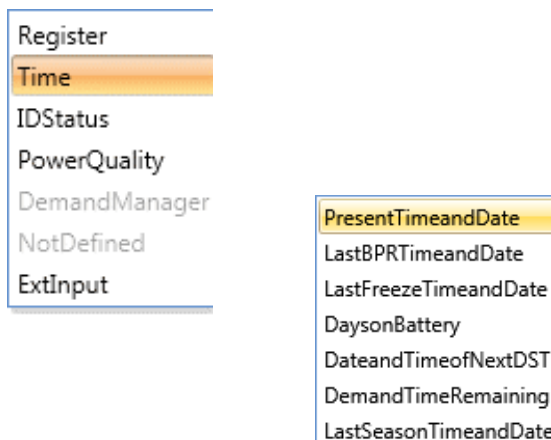 Register
Time
IDStatus
PowerQuality
DemandManager
NotDefined
ExtInput
PresentTimeandDate
LastBPRTimeandDate
LastFreezeTimeandDate
DaysonBattery
DateandTimeofNextDST
DemandTimeRemaining
LastSeasonTimeandDate